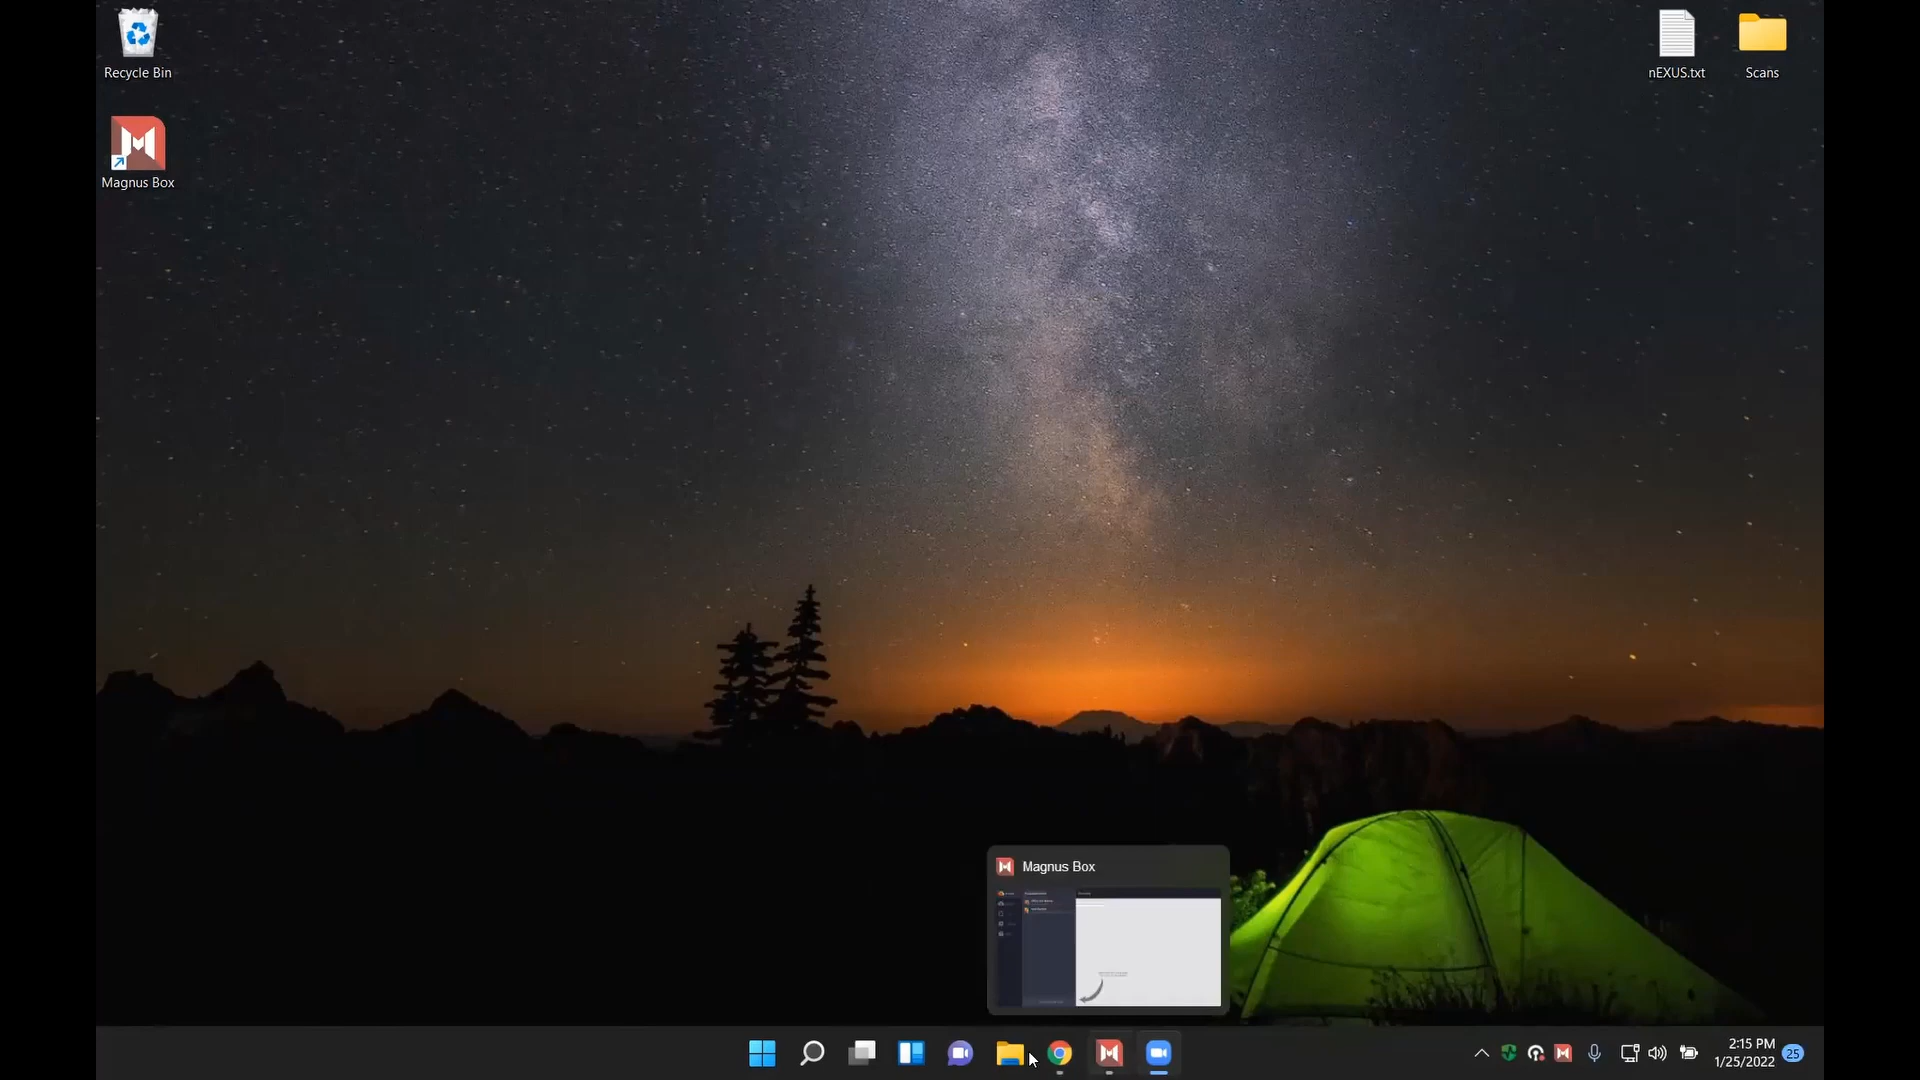 Recycle Bin
Magnus Box
nEXUS.txt
Scans
Magnus Box
2:15 PM
1/25/2022
25